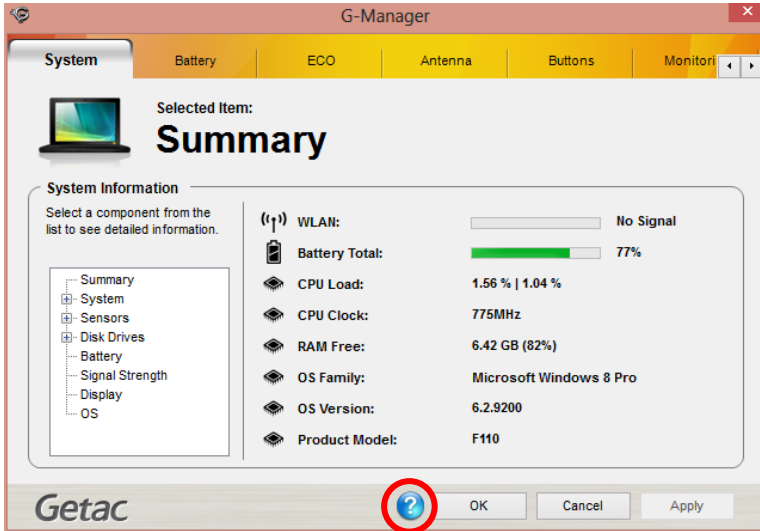 G-Manager
System
Battery
ECO
Antenna
Buttons
Monitori
Selected Item:
Summary
System Information
Select a component from the
list to see detailed information.
Summary
System
Sensors
Disk Drives
Battery
Signal Strength
Display
OS
WLAN: No Signal
Battery Total: 77%
CPU Load: 1.56 % | 1.04 %
CPU Clock: 775MHz
RAM Free: 6.42 GB (82%)
OS Family: Microsoft Windows 8 Pro
OS Version: 6.2.9200
Product Model: F110
Getac
?
OK
Cancel
Apply